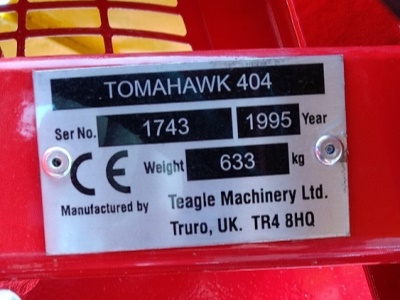 TOMAHAWK 404
Ser No. 1743 1995 Year
CE Weight 633 kg
Manufactured by Teagle Machinery Ltd.
Truro, UK. TR4 8HQ